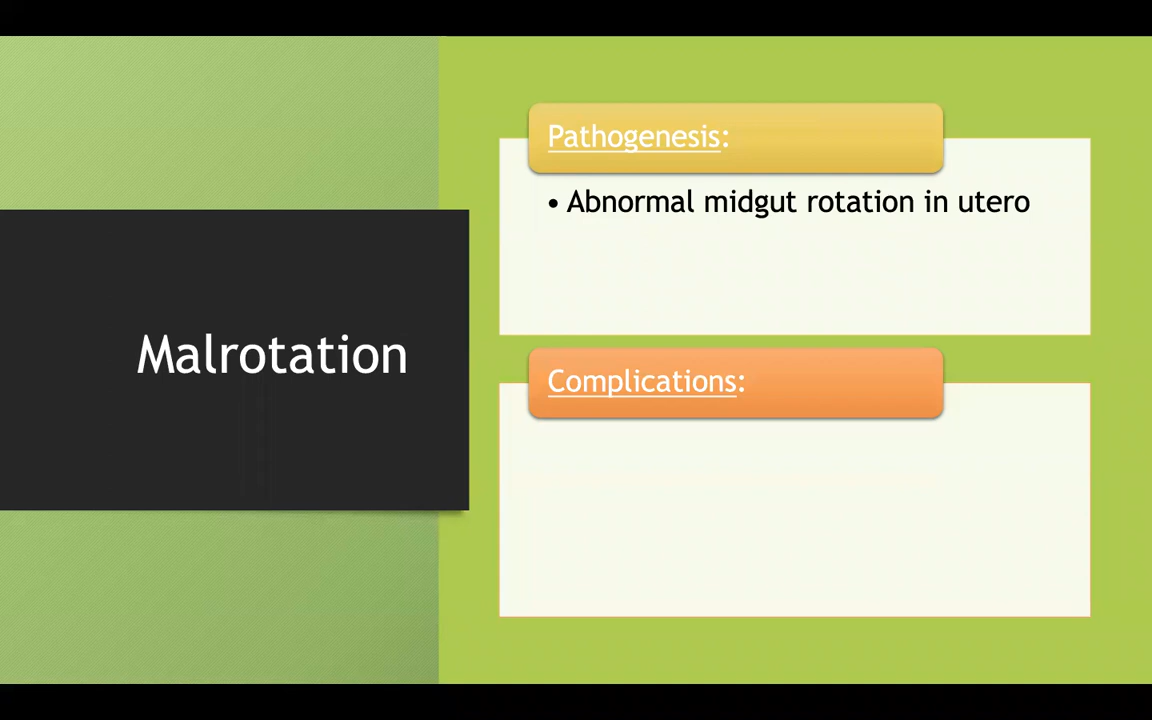 Malrotation
Pathogenesis:
• Abnormal midgut rotation in utero
Complications: